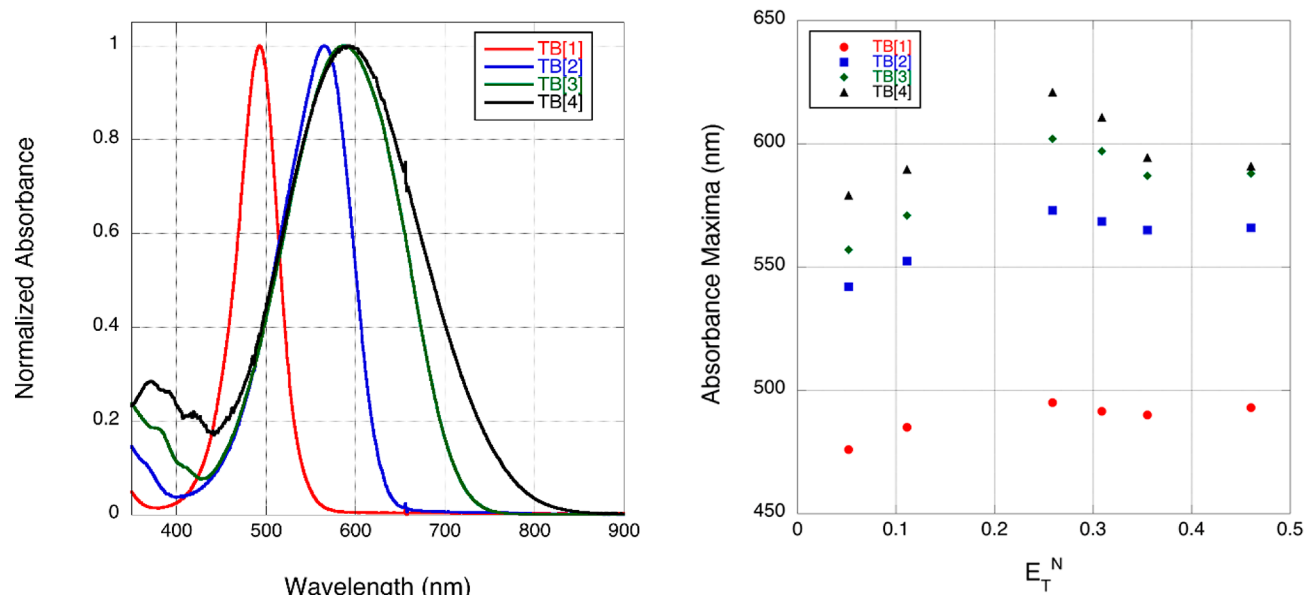 Normalized Absorbance
1
0.8
0.6
0.4
0.2
0
400 500 600 700 800 900
Wavelength (nm)
TB[1]
TB[2]
TB[3]
TB[4]
Absorbance Maxima (nm)
650
600
550
500
450
0 0.1 0.2 0.3 0.4 0.5
E_T^N
TB[1]
TB[2]
TB[3]
TB[4]